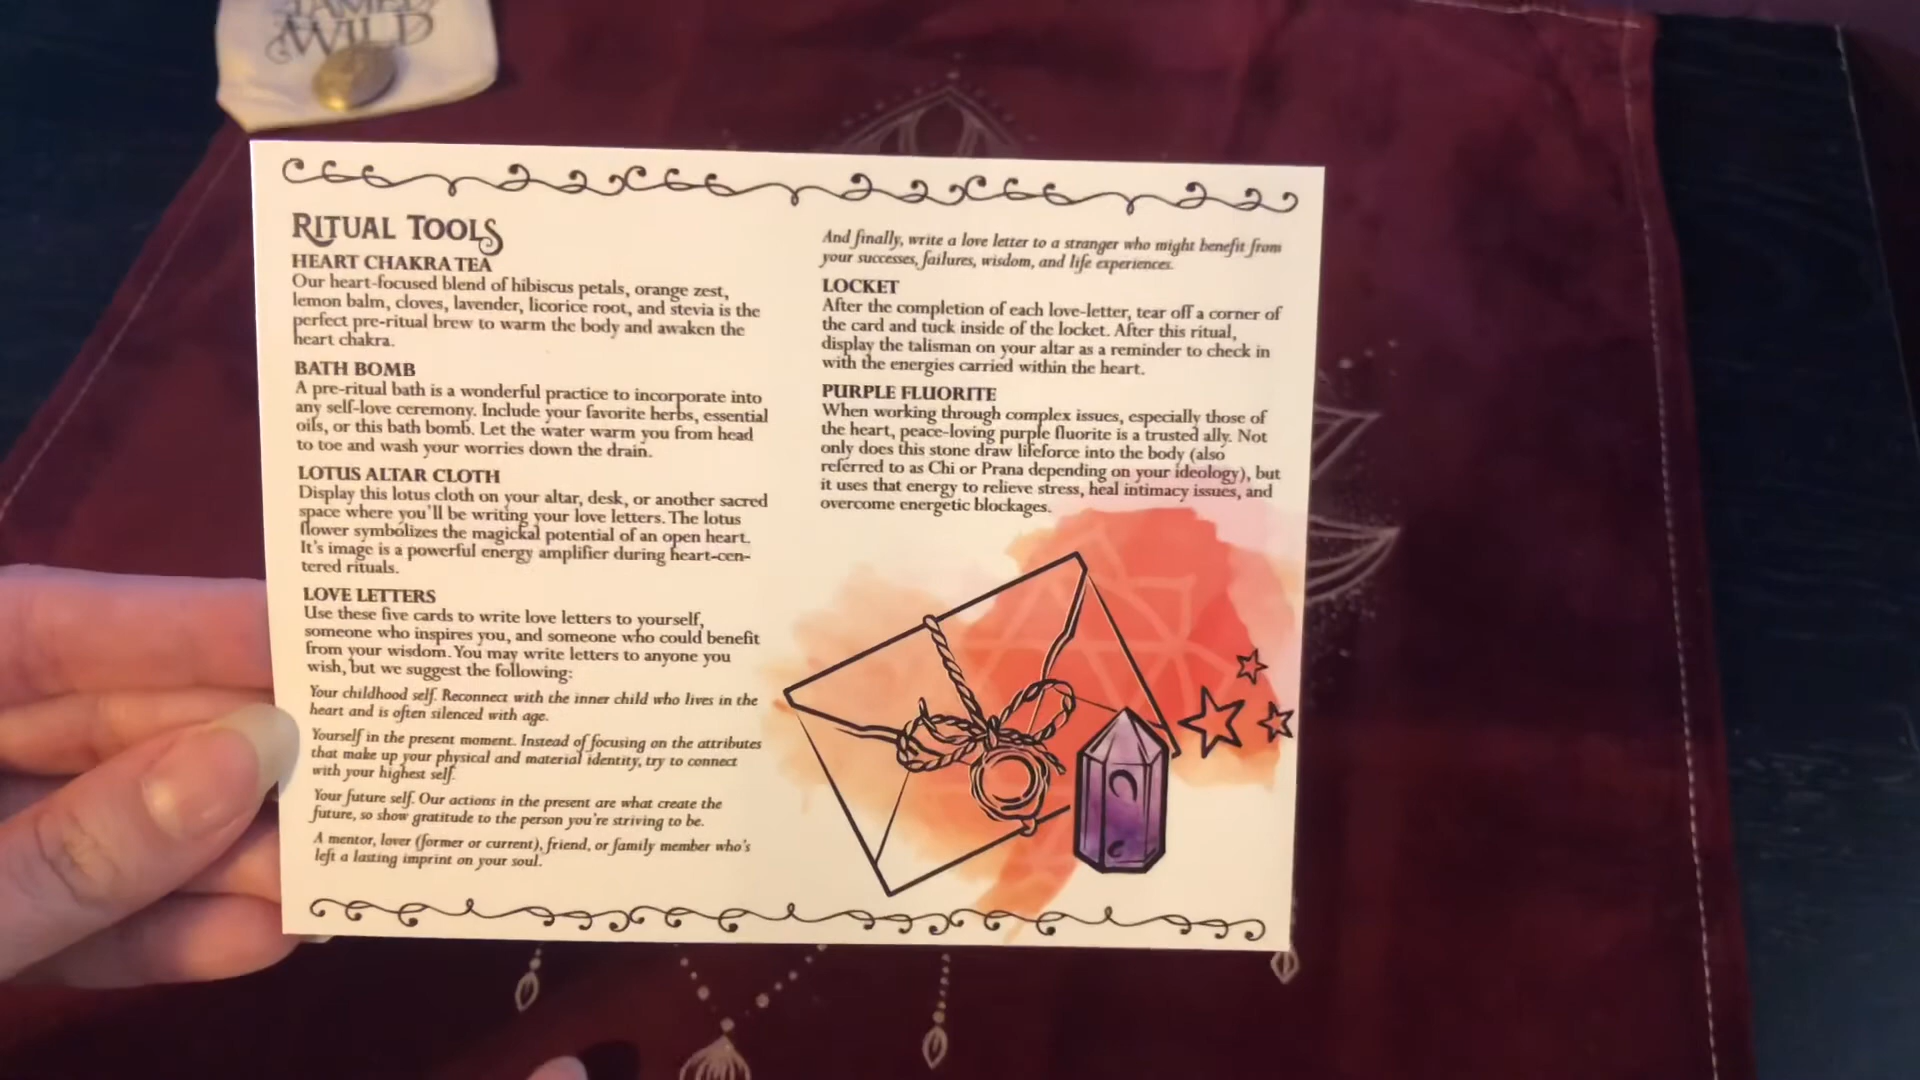 TAMED
WILD
RITUAL TOOLS
HEART CHAKRA TEA
Our heart-focused blend of hibiscus petals, orange zest,
lemon balm, cloves, lavender, licorice root, and stevia is the
perfect pre-ritual brew to warm the body and awaken the
heart chakra.
BATH BOMB
A pre-ritual bath is a wonderful practice to incorporate into
any self-love ceremony. Include your favorite herbs, essential
oils, or this bath bomb. Let the water warm you from head
to toe and wash your worries down the drain.
LOTUS ALTAR CLOTH
Display this lotus cloth on your altar, desk, or another sacred
space where you'll be writing your love letters. The lotus
flower symbolizes the magickal potential of an open heart.
It's image is a powerful energy amplifier during heart-cen-
tered rituals.
LOVE LETTERS
Use these five cards to write love letters to yourself,
someone who inspires you, and someone who could benefit
from your wisdom. You may write letters to anyone you
wish, but we suggest the following:
Your childhood self. Reconnect with the inner child who lives in the
heart and is often silenced with age.
Yourself in the present moment. Instead of focusing on the attributes
that make up your physical and material identity, try to connect
with your highest self.
Your future self. Our actions in the present are what create the
future, so show gratitude to the person you're striving to be.
A mentor, lover (former or current), friend, or family member who's
left a lasting imprint on your soul.
And finally, write a love letter to a stranger who might benefit from
your successes, failures, wisdom, and life experiences.
LOCKET
After the completion of each love-letter, tear off a corner of
the card and tuck inside of the locket. After this ritual,
display the talisman on your altar as a reminder to check in
with the energies carried within the heart.
PURPLE FLUORITE
When working through complex issues, especially those of
the heart, peace-loving purple fluorite is a trusted ally. Not
only does this stone draw lifeforce into the body (also
referred to as Chi or Prana depending on your ideology), but
it uses that energy to relieve stress, heal intimacy issues, and
overcome energetic blockages.